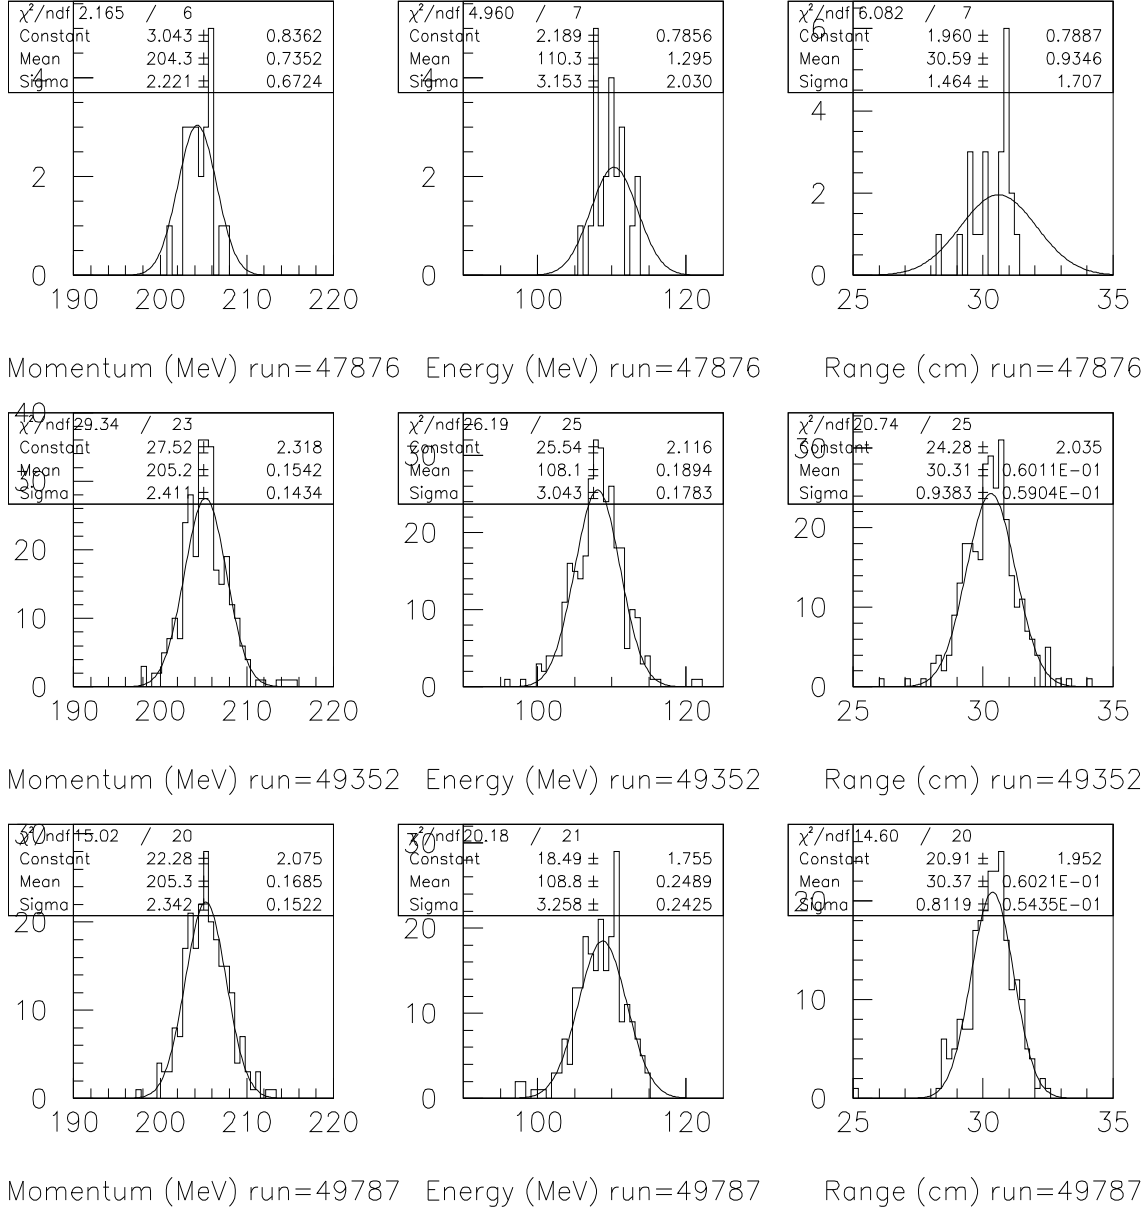 χ²/ndf 2.165 / 6
Constant 3.043 ± 0.8362
Mean 204.3 ± 0.7352
Sigma 2.221 ± 0.6724
4
2
0
190 200 210 220
Momentum (MeV) run=47876
χ²/ndf 4.960 / 7
Constant 2.189 ± 0.7856
Mean 110.3 ± 1.295
Sigma 3.153 ± 2.030
4
2
0
100 120
Energy (MeV) run=47876
χ²/ndf 6.082 / 7
Constant 1.960 ± 0.7887
Mean 30.59 ± 0.9346
Sigma 1.464 ± 1.707
6
4
2
0
25 30 35
Range (cm) run=47876
χ²/ndf 29.34 / 23
Constant 27.52 ± 2.318
Mean 205.2 ± 0.1542
Sigma 2.411 ± 0.1434
40
30
20
10
0
190 200 210 220
Momentum (MeV) run=49352
χ²/ndf 26.19 / 25
Constant 25.54 ± 2.116
Mean 108.1 ± 0.1894
Sigma 3.043 ± 0.1783
30
20
10
0
100 120
Energy (MeV) run=49352
χ²/ndf 20.74 / 25
Constant 24.28 ± 2.035
Mean 30.31 ± 0.6011E-01
Sigma 0.9383 ± 0.5904E-01
30
20
10
0
25 30 35
Range (cm) run=49352
χ²/ndf 15.02 / 20
Constant 22.28 ± 2.075
Mean 205.3 ± 0.1685
Sigma 2.342 ± 0.1522
30
20
10
0
190 200 210 220
Momentum (MeV) run=49787
χ²/ndf 20.18 / 21
Constant 18.49 ± 1.755
Mean 108.8 ± 0.2489
Sigma 3.258 ± 0.2425
30
20
10
0
100 120
Energy (MeV) run=49787
χ²/ndf 14.60 / 20
Constant 20.91 ± 1.952
Mean 30.37 ± 0.6021E-01
Sigma 0.8119 ± 0.5435E-01
20
10
0
25 30 35
Range (cm) run=49787